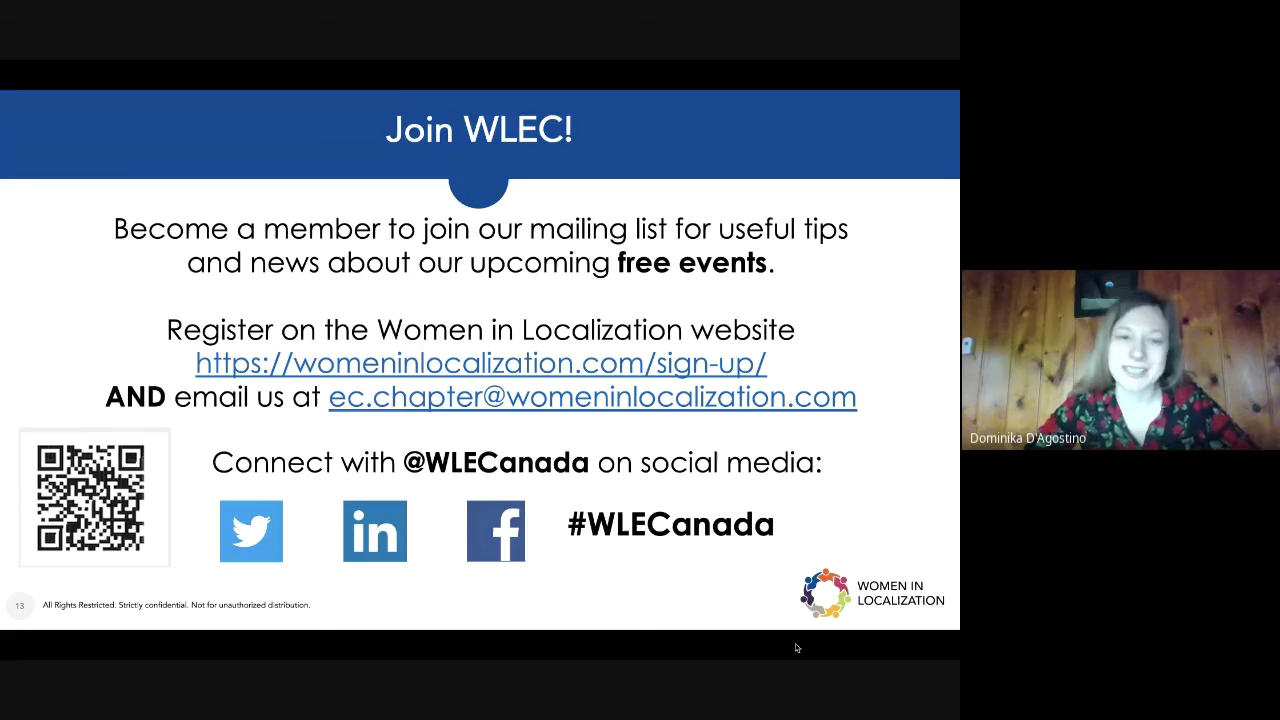 Join WLEC!
Become a member to join our mailing list for useful tips
and news about our upcoming free events.
Register on the Women in Localization website
https://womeninlocalization.com/sign-up/
AND email us at ec.chapter@womeninlocalization.com
Connect with @WLECanada on social media:
in
f
#WLECanada
13
All Rights Restricted. Strictly confidential. Not for unauthorized distribution.
WOMEN IN
LOCALIZATION
Dominika D'Agostino